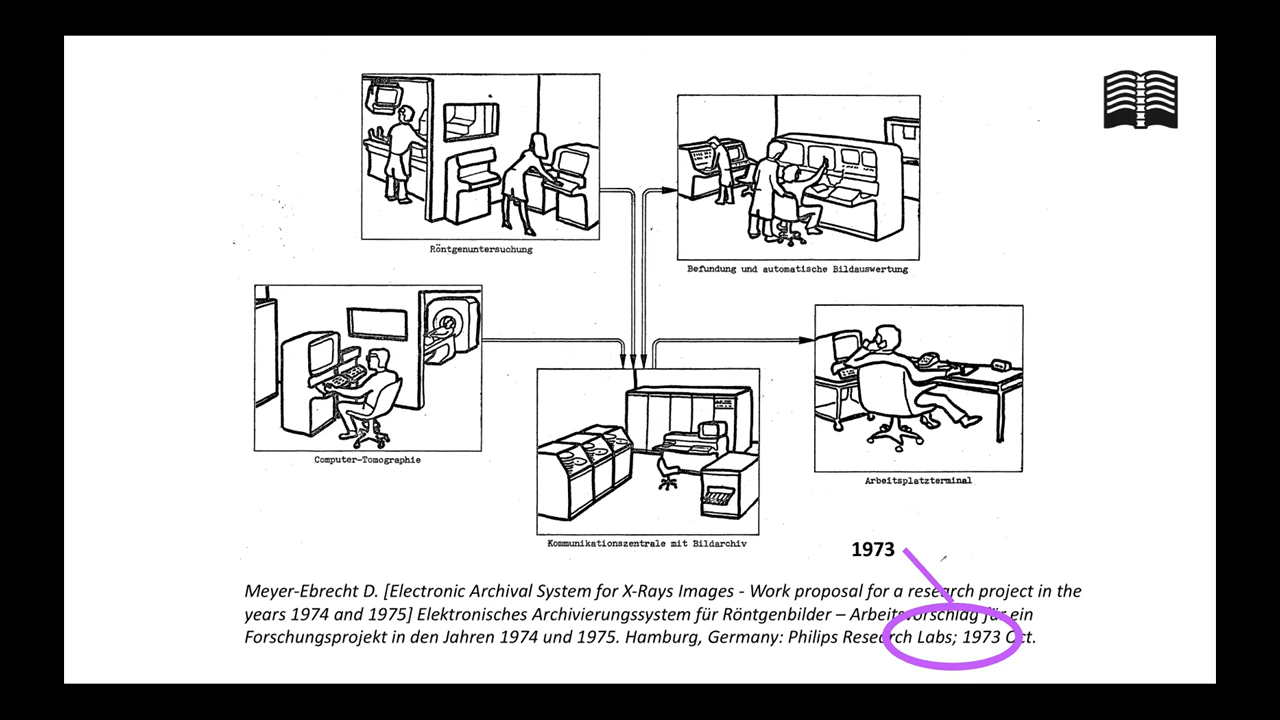 Röntgenuntersuchung
Befundung und automatische Bildauswertung
Computer-Tomographie
Arbeitsplatzterminal
Kommunikationszentrale mit Bildarchiv
1973
Meyer-Ebrecht D. [Electronic Archival System for X-Rays Images - Work proposal for a research project in the
years 1974 and 1975] Elektronisches Archivierungssystem für Röntgenbilder – Arbeitsvorschlag für ein
Forschungsprojekt in den Jahren 1974 und 1975. Hamburg, Germany: Philips Research Labs; 1973 Oct.